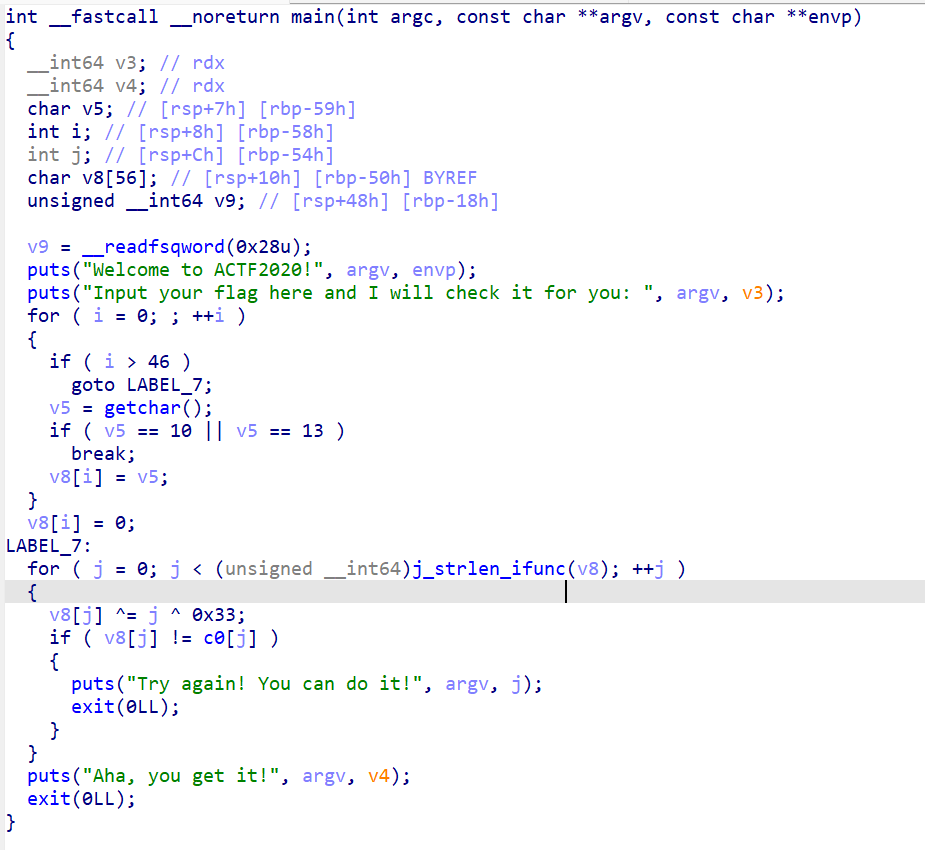 int __fastcall __noreturn main(int argc, const char **argv, const char **envp)
{
  __int64 v3; // rdx
  __int64 v4; // rdx
  char v5; // [rsp+7h] [rbp-59h]
  int i; // [rsp+8h] [rbp-58h]
  int j; // [rsp+Ch] [rbp-54h]
  char v8[56]; // [rsp+10h] [rbp-50h] BYREF
  unsigned __int64 v9; // [rsp+48h] [rbp-18h]

  v9 = __readfsqword(0x28u);
  puts("Welcome to ACTF2020!", argv, envp);
  puts("Input your flag here and I will check it for you: ", argv, v3);
  for ( i = 0; ; ++i )
  {
    if ( i > 46 )
      goto LABEL_7;
    v5 = getchar();
    if ( v5 == 10 || v5 == 13 )
      break;
    v8[i] = v5;
  }
  v8[i] = 0;
LABEL_7:
  for ( j = 0; j < (unsigned __int64)j_strlen_ifunc(v8); ++j )
  {
    v8[j] ^= j ^ 0x33;
    if ( v8[j] != c0[j] )
    {
      puts("Try again! You can do it!", argv, j);
      exit(0LL);
    }
  }
  puts("Aha, you get it!", argv, v4);
  exit(0LL);
}